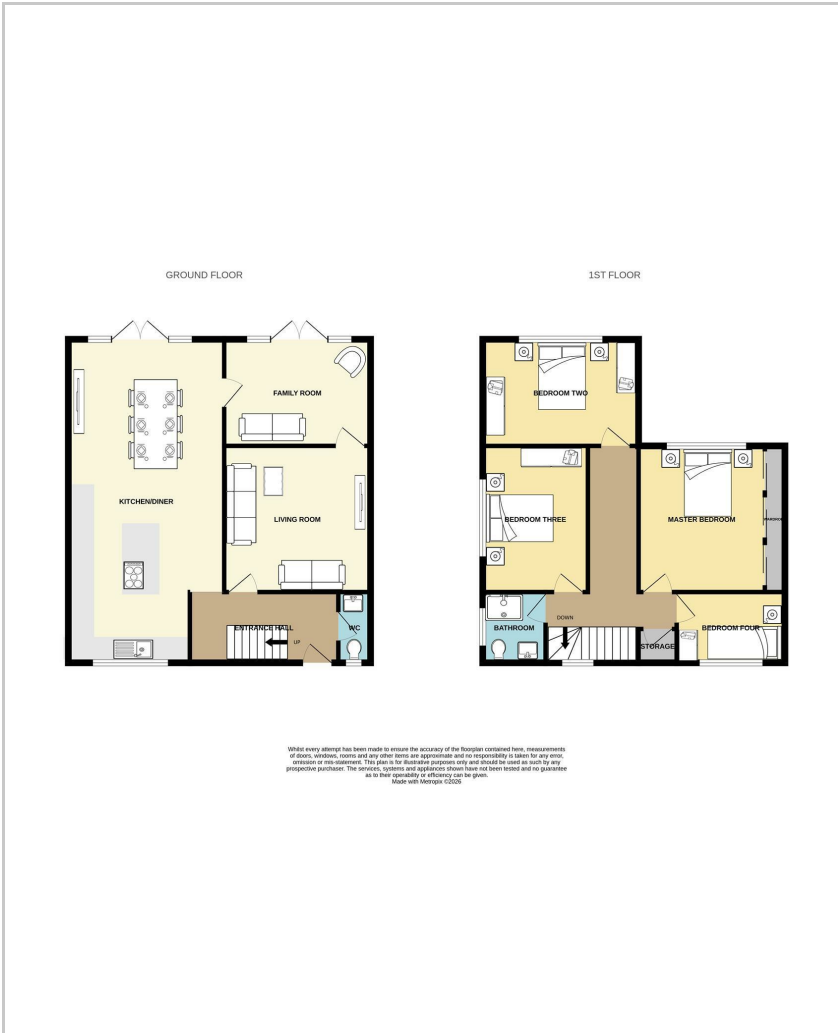 GROUND FLOOR
1ST FLOOR
FAMILY ROOM
BEDROOM TWO
KITCHEN/DINER
LIVING ROOM
BEDROOM THREE
MASTER BEDROOM
ENTRANCE HALL
UP
WC
BATHROOM
DOWN
STORAGE
BEDROOM FOUR
Whilst every attempt has been made to ensure the accuracy of the floorplan contained here, measurements
of doors, windows, rooms and any other items are approximate and no responsibility is taken for any error,
omission or mis-statement. This plan is for illustrative purposes only and should be used as such by any
prospective purchaser. The services, systems and appliances shown have not been tested and no guarantee
as to their operability or efficiency can be given.
Made with Metropix ©2026